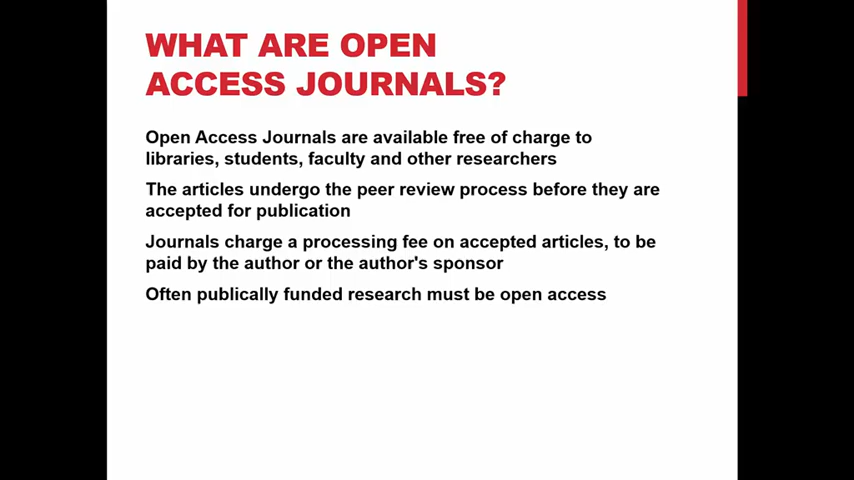 WHAT ARE OPEN
ACCESS JOURNALS?
Open Access Journals are available free of charge to
libraries, students, faculty and other researchers
The articles undergo the peer review process before they are
accepted for publication
Journals charge a processing fee on accepted articles, to be
paid by the author or the author's sponsor
Often publically funded research must be open access